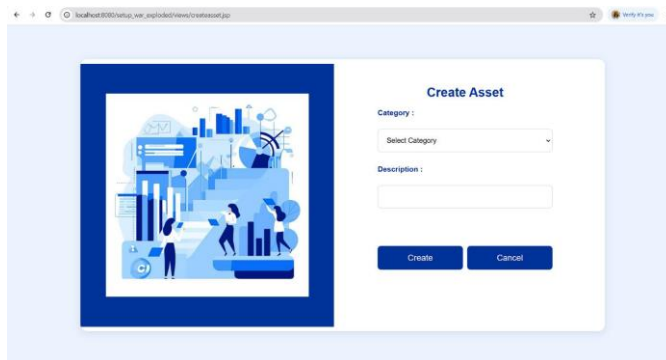 localhost:8080/setup_war_exploded/views/createasset.jsp
Verify it's you
Create Asset
Category :
Select Category
Description :
Create Cancel